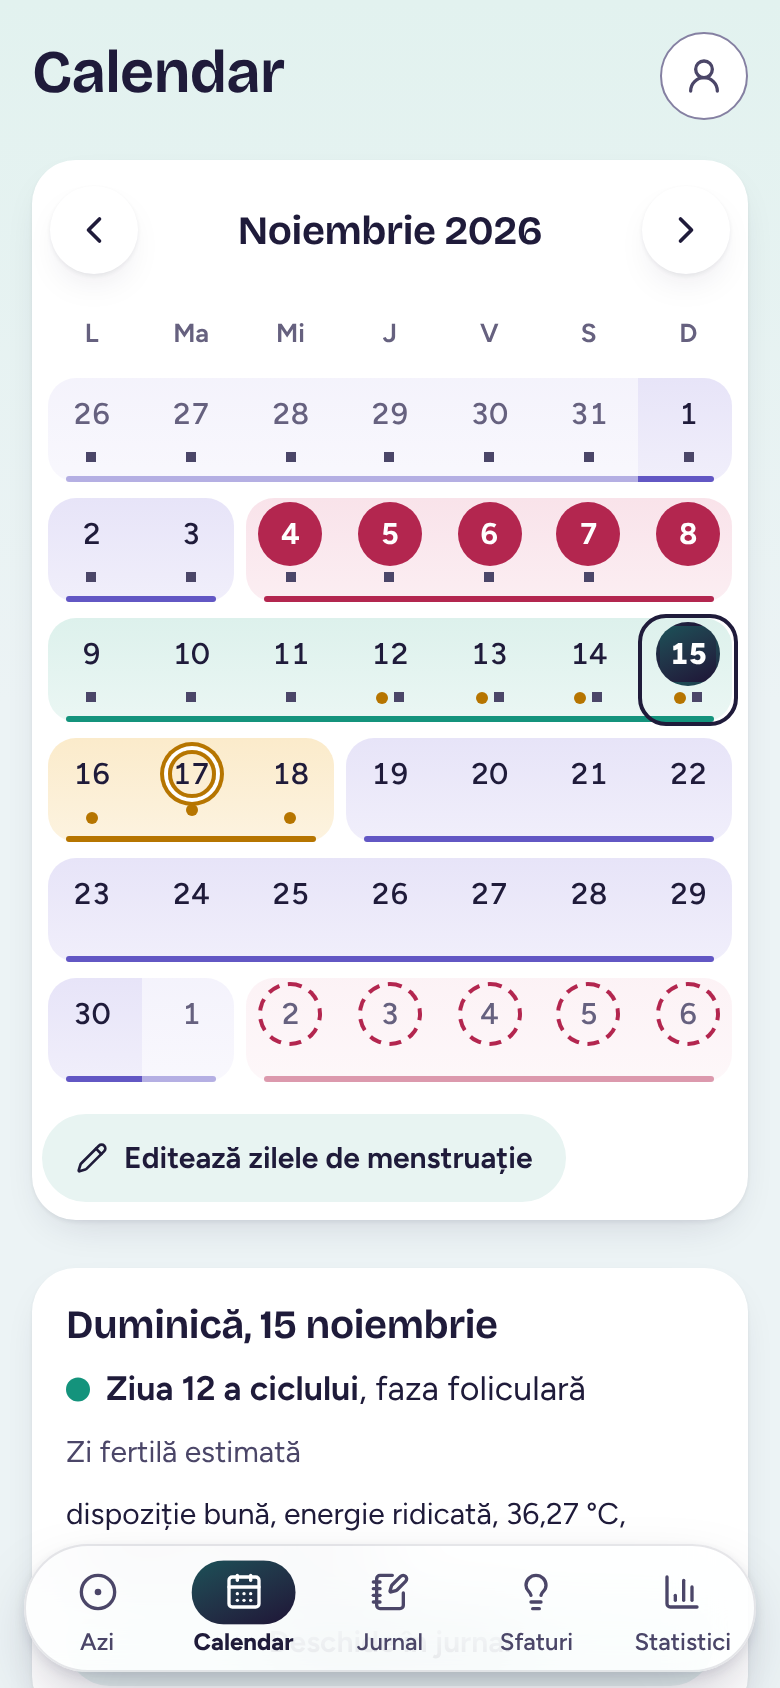 Calendar
Noiembrie 2026
L Ma Mi J V S D
26 27 28 29 30 31 1
2 3 4 5 6 7 8
9 10 11 12 13 14 15
16 17 18 19 20 21 22
23 24 25 26 27 28 29
30 1 2 3 4 5 6
Editează zilele de menstruație
Duminică, 15 noiembrie
Ziua 12 a ciclului, faza foliculară
Zi fertilă estimată
dispoziție bună, energie ridicată, 36,27 °C,
Azi Calendar Jurnal Sfaturi Statistici